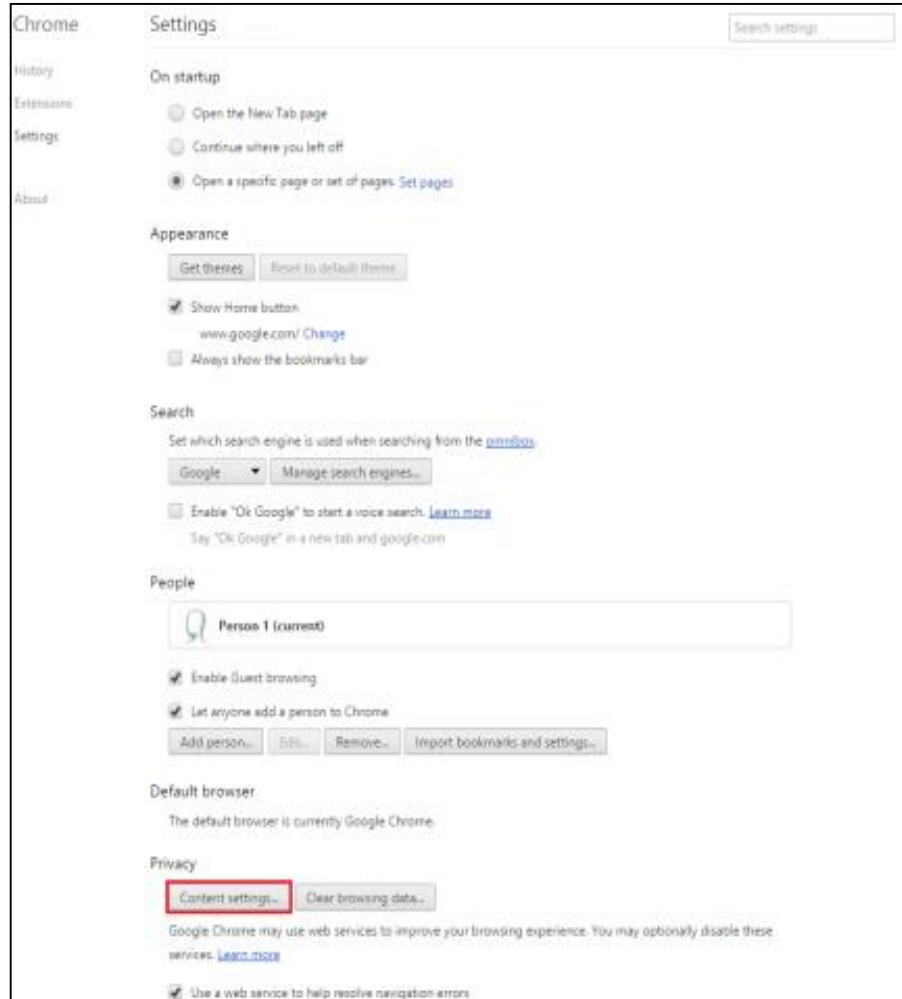 Chrome
Settings
Search settings
History
Extensions
Settings
About
On startup
Open the New Tab page
Continue where you left off
Open a specific page or set of pages. Set pages
Appearance
Get themes Reset to default theme
Show Home button
www.google.com/ Change
Always show the bookmarks bar
Search
Set which search engine is used when searching from the omnibox.
Google Manage search engines...
Enable "Ok Google" to start a voice search. Learn more
Say "Ok Google" in a new tab and google.com
People
Person 1 (current)
Enable Guest browsing
Let anyone add a person to Chrome
Add person... Edit... Remove... Import bookmarks and settings...
Default browser
The default browser is currently Google Chrome.
Privacy
Content settings... Clear browsing data...
Google Chrome may use web services to improve your browsing experience. You may optionally disable these
services. Learn more
Use a web service to help resolve navigation errors